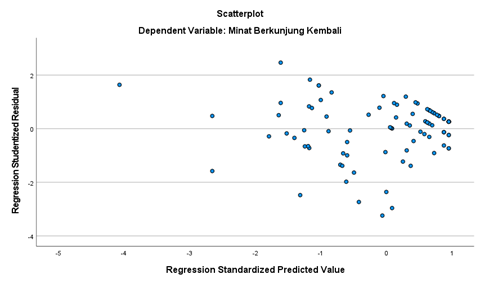 Scatterplot
Dependent Variable: Minat Berkunjung Kembali
Regression Studentized Residual
2
0
-2
-4
-5
-4
-3
-2
-1
0
1
Regression Standardized Predicted Value